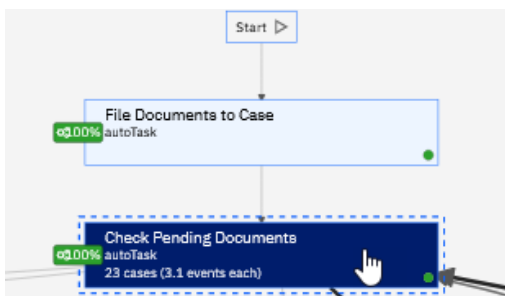 Start
File Documents to Case
100% autoTask
Check Pending Documents
100% autoTask
23 cases (3.1 events each)